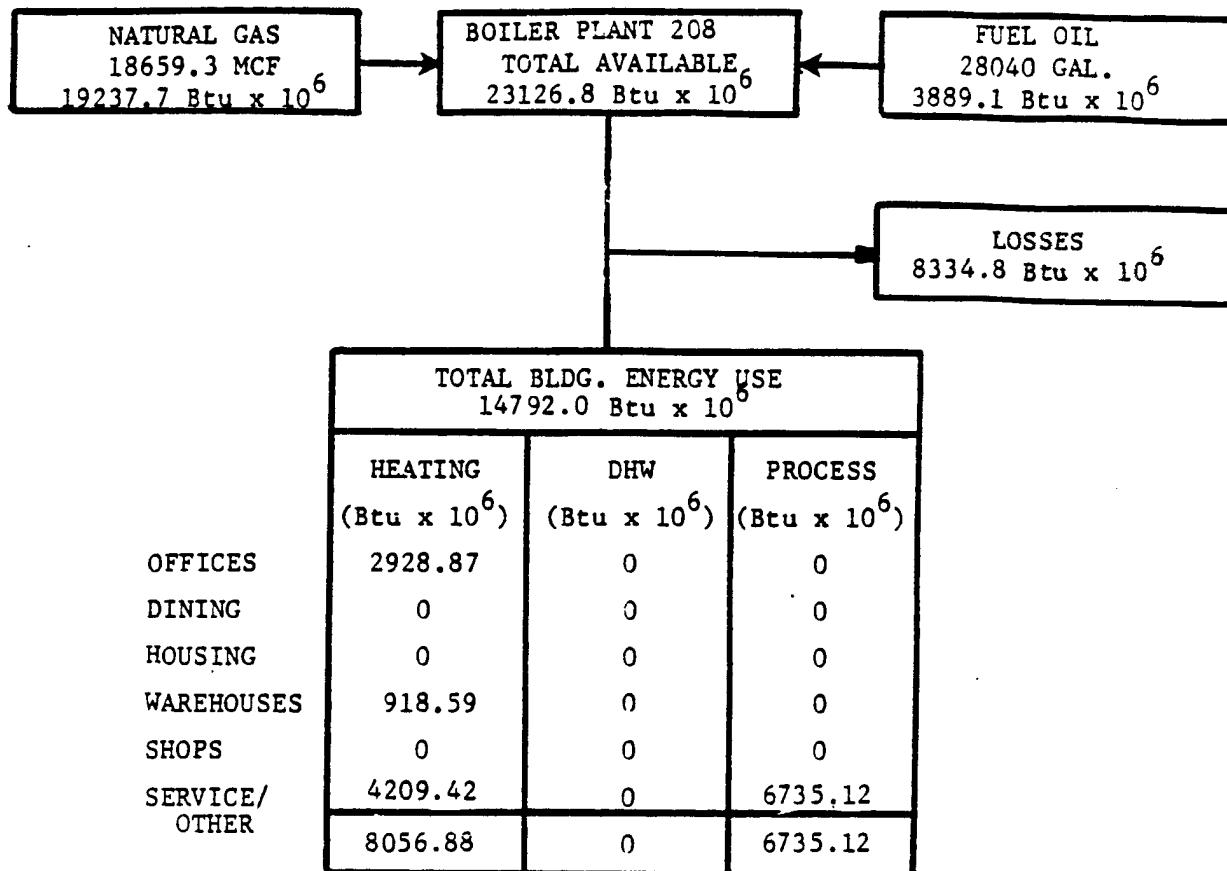 NATURAL GAS
18659.3 MCF
19237.7 Btu x 10^6
BOILER PLANT 208
TOTAL AVAILABLE
23126.8 Btu x 10^6
FUEL OIL
28040 GAL.
3889.1 Btu x 10^6
LOSSES
8334.8 Btu x 10^6
TOTAL BLDG. ENERGY USE
14792.0 Btu x 10^6
HEATING DHW PROCESS
(Btu x 10^6) (Btu x 10^6) (Btu x 10^6)
OFFICES 2928.87 0 0
DINING 0 0 0
HOUSING 0 0 0
WAREHOUSES 918.59 0 0
SHOPS 0 0 0
SERVICE/ 4209.42 0 6735.12
OTHER
8056.88 0 6735.12